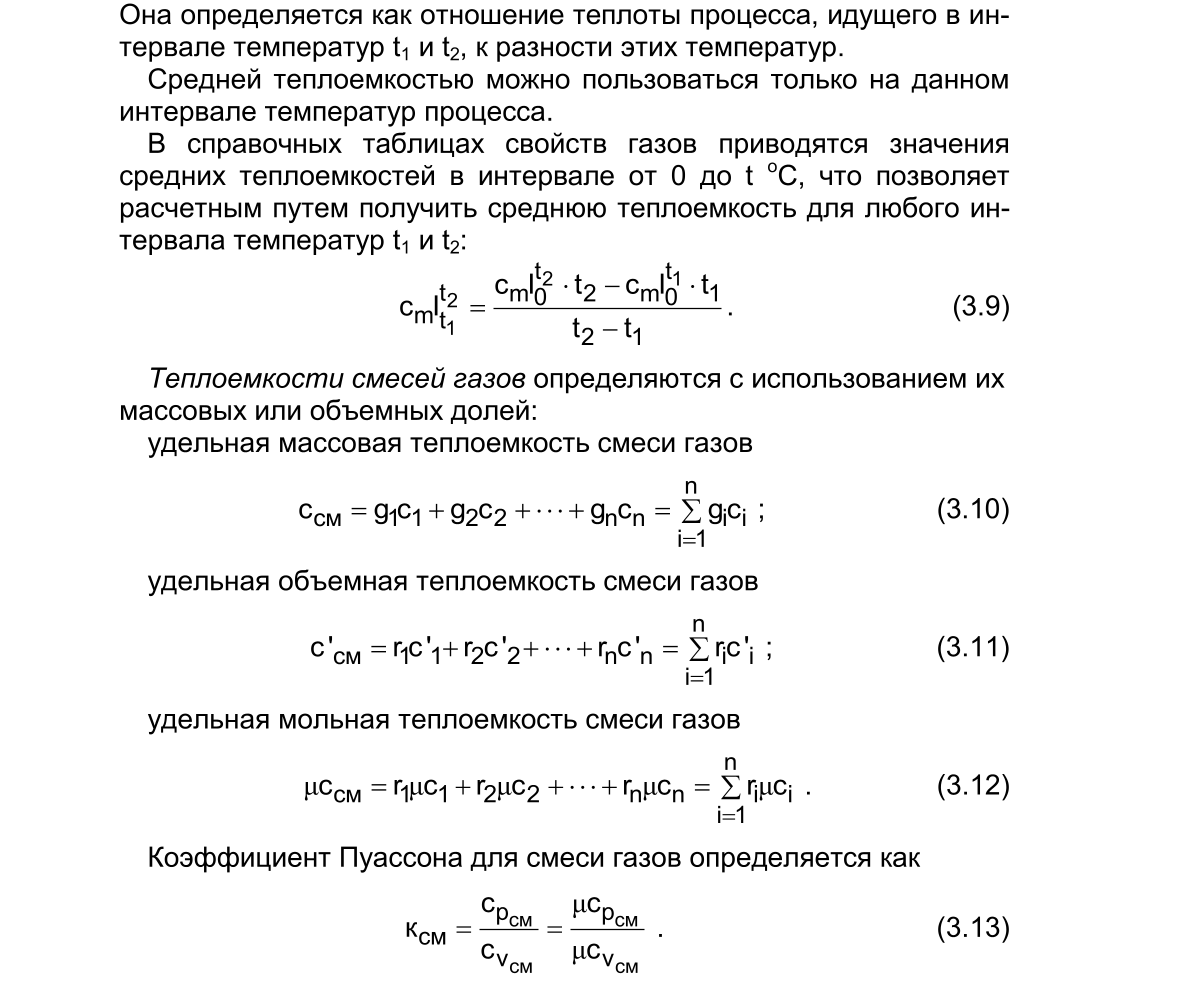 Она определяется как отношение теплоты процесса, идущего в ин-
тервале температур t₁ и t₂, к разности этих температур.
Средней теплоемкостью можно пользоваться только на данном
интервале температур процесса.
В справочных таблицах свойств газов приводятся значения
средних теплоемкостей в интервале от 0 до t °С, что позволяет
расчетным путем получить среднюю теплоемкость для любого ин-
тервала температур t₁ и t₂:
$c_m|_{t_1}^{t_2} = \frac{c_m|_0^{t_2} \cdot t_2 - c_m|_0^{t_1} \cdot t_1}{t_2 - t_1}$. (3.9)
Теплоемкости смесей газов определяются с использованием их
массовых или объемных долей:
удельная массовая теплоемкость смеси газов
$c_{см} = g_1c_1 + g_2c_2 + \cdots + g_nc_n = \sum_{i=1}^{n} g_ic_i$ ; (3.10)
удельная объемная теплоемкость смеси газов
$c'_{см} = r_1c'_1 + r_2c'_2 + \cdots + r_nc'_n = \sum_{i=1}^{n} r_ic'_i$ ; (3.11)
удельная мольная теплоемкость смеси газов
$\mu c_{см} = r_1\mu c_1 + r_2\mu c_2 + \cdots + r_n\mu c_n = \sum_{i=1}^{n} r_i\mu c_i$ . (3.12)
Коэффициент Пуассона для смеси газов определяется как
$к_{см} = \frac{c_{p_{см}}}{c_{v_{см}}} = \frac{\mu c_{p_{см}}}{\mu c_{v_{см}}}$ . (3.13)